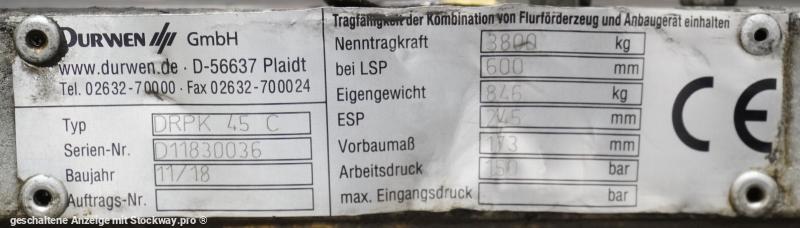 Tragfähigkeit der Kombination von Flurförderzeug und Anbaugerät einhalten
DURWEN GmbH
www.durwen.de · D-56637 Plaidt
Tel. 02632-70000 · Fax 02632-700024
Typ DRPK 45 C
Serien-Nr. D11830036
Baujahr 11/18
Auftrags-Nr.
Nenntragkraft 3800 kg
bei LSP 600 mm
Eigengewicht 846 kg
ESP 245 mm
Vorbaumaß 173 mm
Arbeitsdruck 150 bar
max. Eingangsdruck bar
CE
geschaltene Anzeige mit Stockway.pro ®